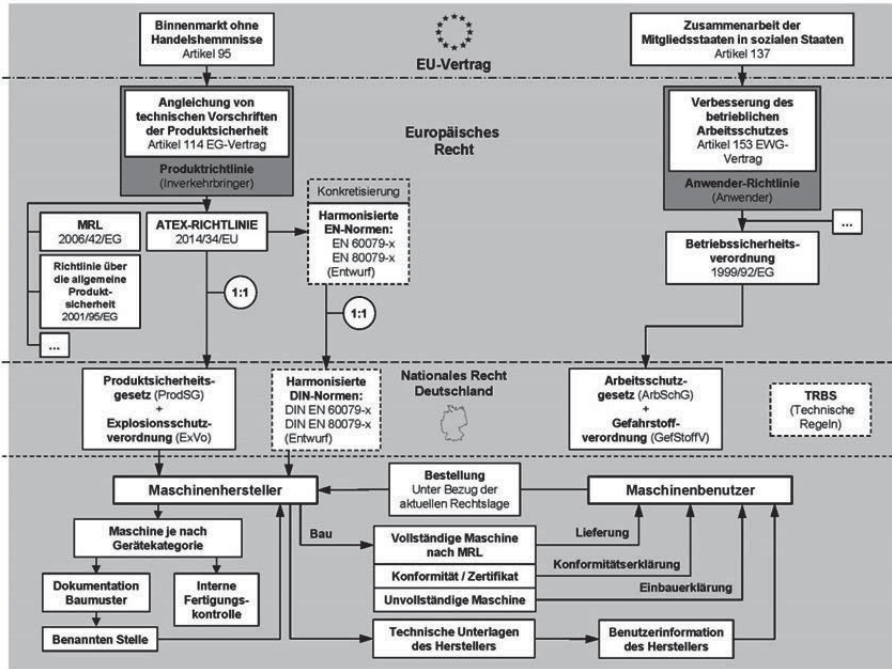 Binnenmarkt ohne
Handelshemmnisse
Artikel 95
EU-Vertrag
Zusammenarbeit der
Mitgliedsstaaten in sozialen Staaten
Artikel 137
Angleichung von
technischen Vorschriften
der Produktsicherheit
Artikel 114 EG-Vertrag
Produktrichtlinie
(Inverkehrbringer)
Europäisches
Recht
Verbesserung des
betrieblichen
Arbeitsschutzes
Artikel 153 EWG-
Vertrag
Anwender-Richtlinie
(Anwender)
MRL
2006/42/EG
ATEX-RICHTLINIE
2014/34/EU
Konkretisierung
Harmonisierte
EN-Normen:
EN 60079-x
EN 80079-x
(Entwurf)
...
Betriebssicherheits-
verordnung
1999/92/EG
Richtlinie über
die allgemeine
Produkt-
sicherheit
2001/95/EG
...
1:1
1:1
Produktsicherheits-
gesetz (ProdSG)
+
Explosionsschutz-
verordnung (ExVo)
Harmonisierte
DIN-Normen:
DIN EN 60079-x
DIN EN 80079-x
(Entwurf)
Nationales Recht
Deutschland
Arbeitsschutz-
gesetz (ArbSchG)
+
Gefahrstoff-
verordnung (GefStoffV)
TRBS
(Technische
Regeln)
Maschinenhersteller
Bestellung
Unter Bezug der
aktuellen Rechtslage
Maschinenbenutzer
Maschine je nach
Gerätekategorie
Bau
Vollständige Maschine
nach MRL
Lieferung
Konformität / Zertifikat
Konformitätserklärung
Unvollständige Maschine
Einbauerklärung
Dokumentation
Baumuster
Interne
Fertigungs-
kontrolle
Benannten Stelle
Technische Unterlagen
des Herstellers
Benutzerinformation
des Herstellers